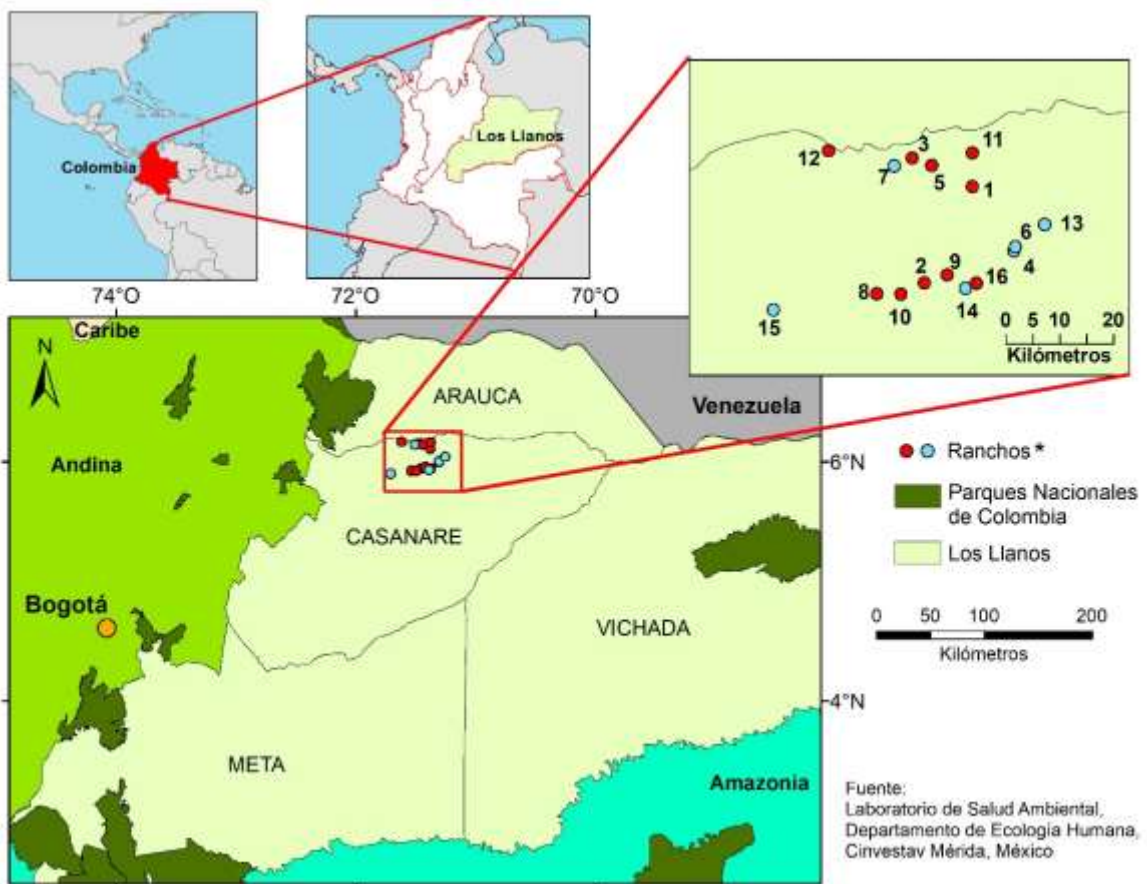 Colombia
Los Llanos
12
3
11
7
5
1
13
6
4
2
9
16
8
10
14
15
0 5 10 20
Kilómetros
74°O
72°O
70°O
Caribe
N
ARAUCA
Venezuela
Andina
6°N
CASANARE
Bogotá
VICHADA
4°N
META
Amazonia
Ranchos*
Parques Nacionales
de Colombia
Los Llanos
0 50 100 200
Kilómetros
Fuente:
Laboratorio de Salud Ambiental,
Departamento de Ecología Humana,
Cinvestav Mérida, México